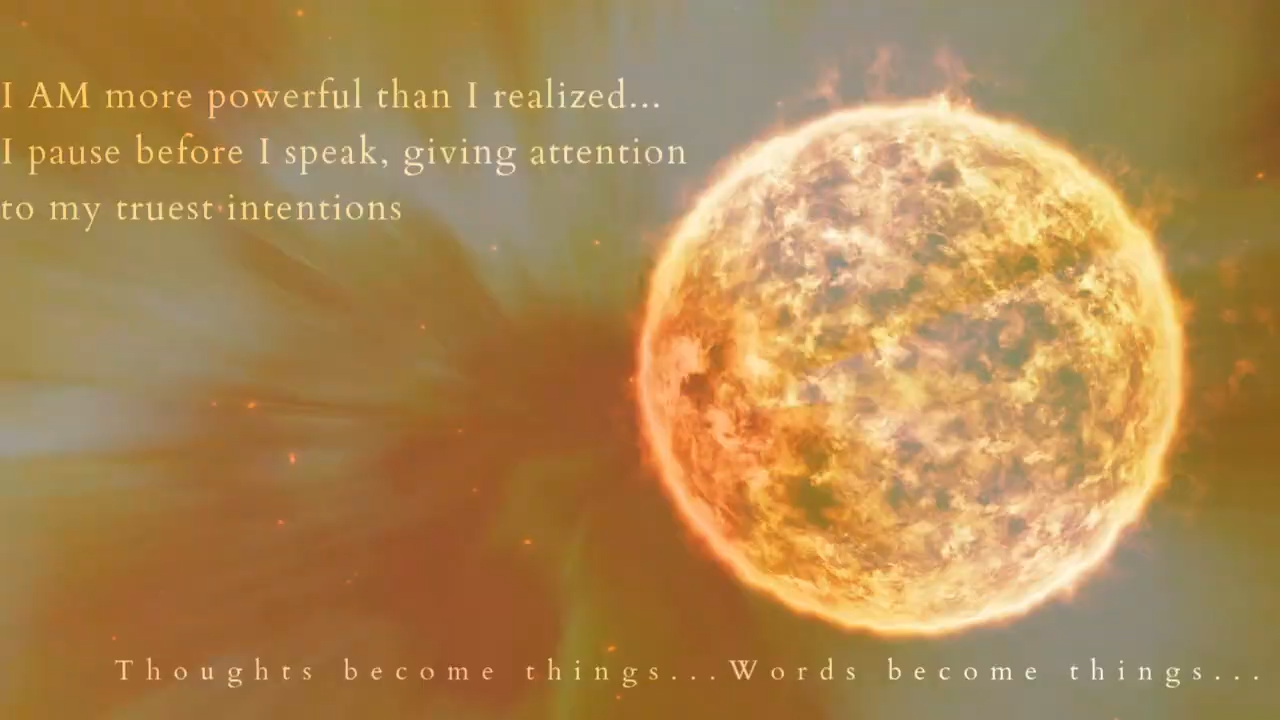 I AM more powerful than I realized...
I pause before I speak, giving attention
to my truest intentions
Thoughts become things...Words become things...